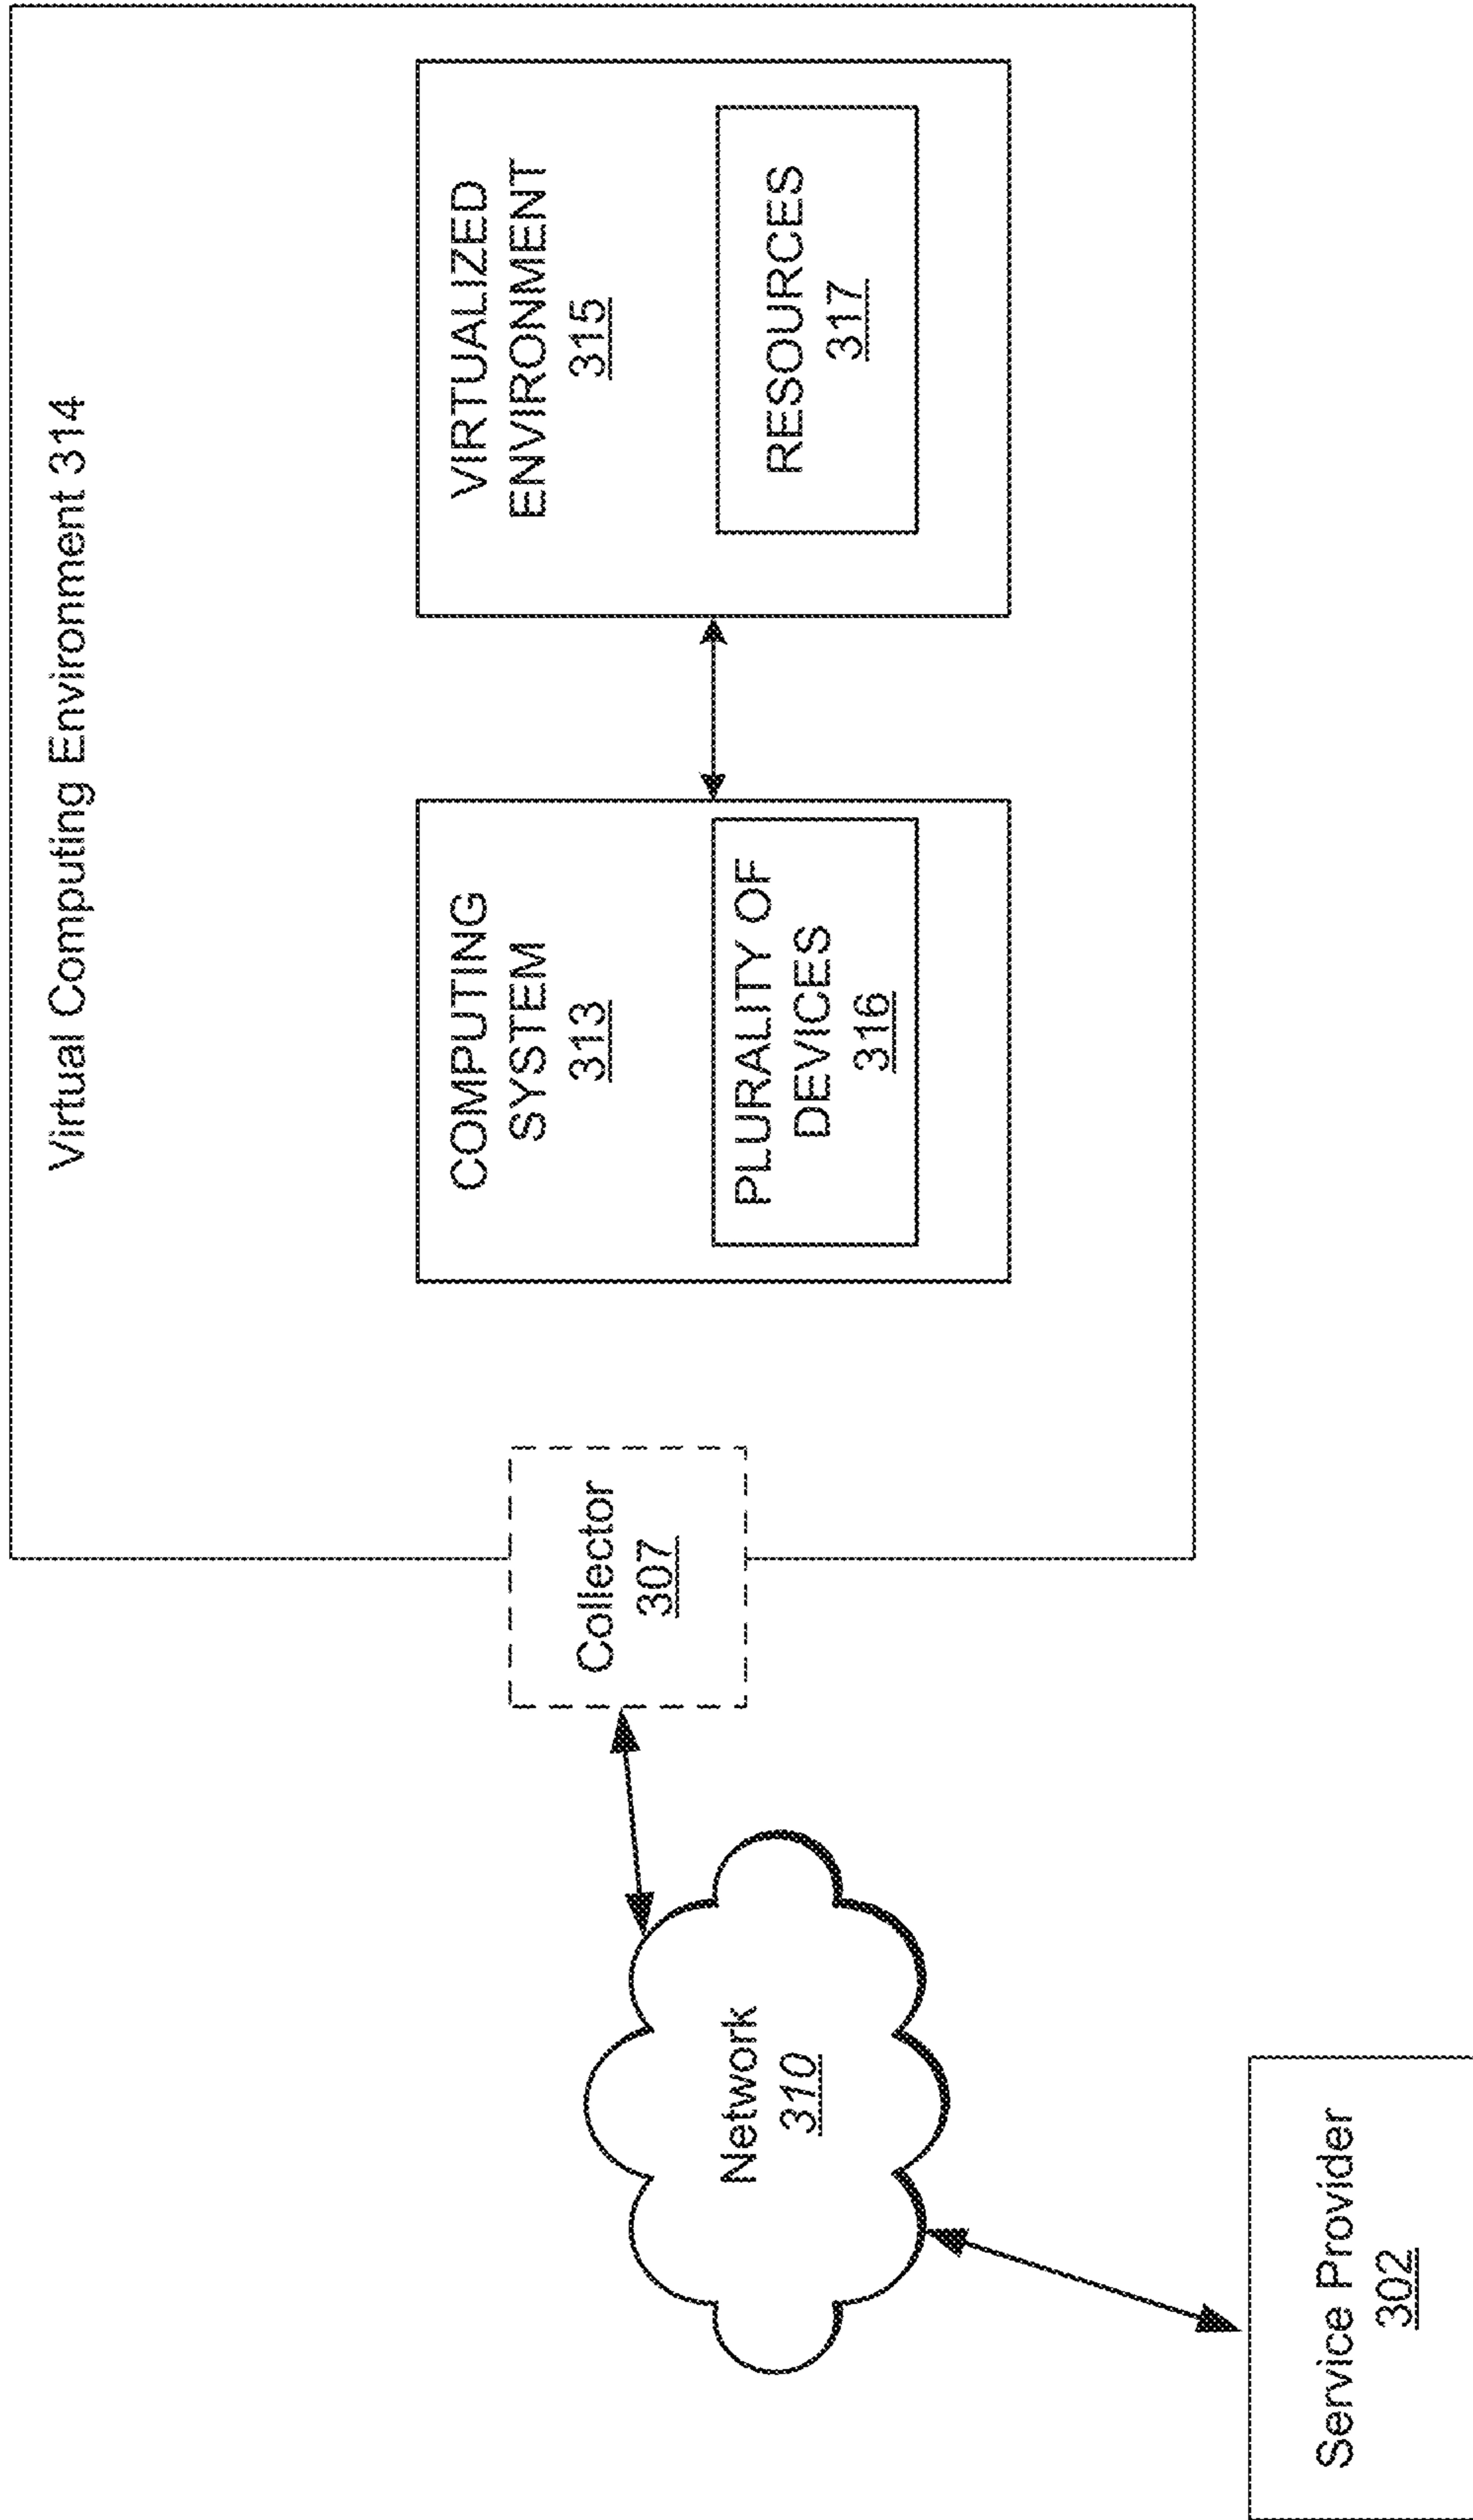 Virtual Computing Environment 314
COMPUTING
SYSTEM
313
PLURALITY OF
DEVICES
316
VIRTUALIZED
ENVIRONMENT
315
RESOURCES
317
Collector
307
Network
310
Service Provider
302